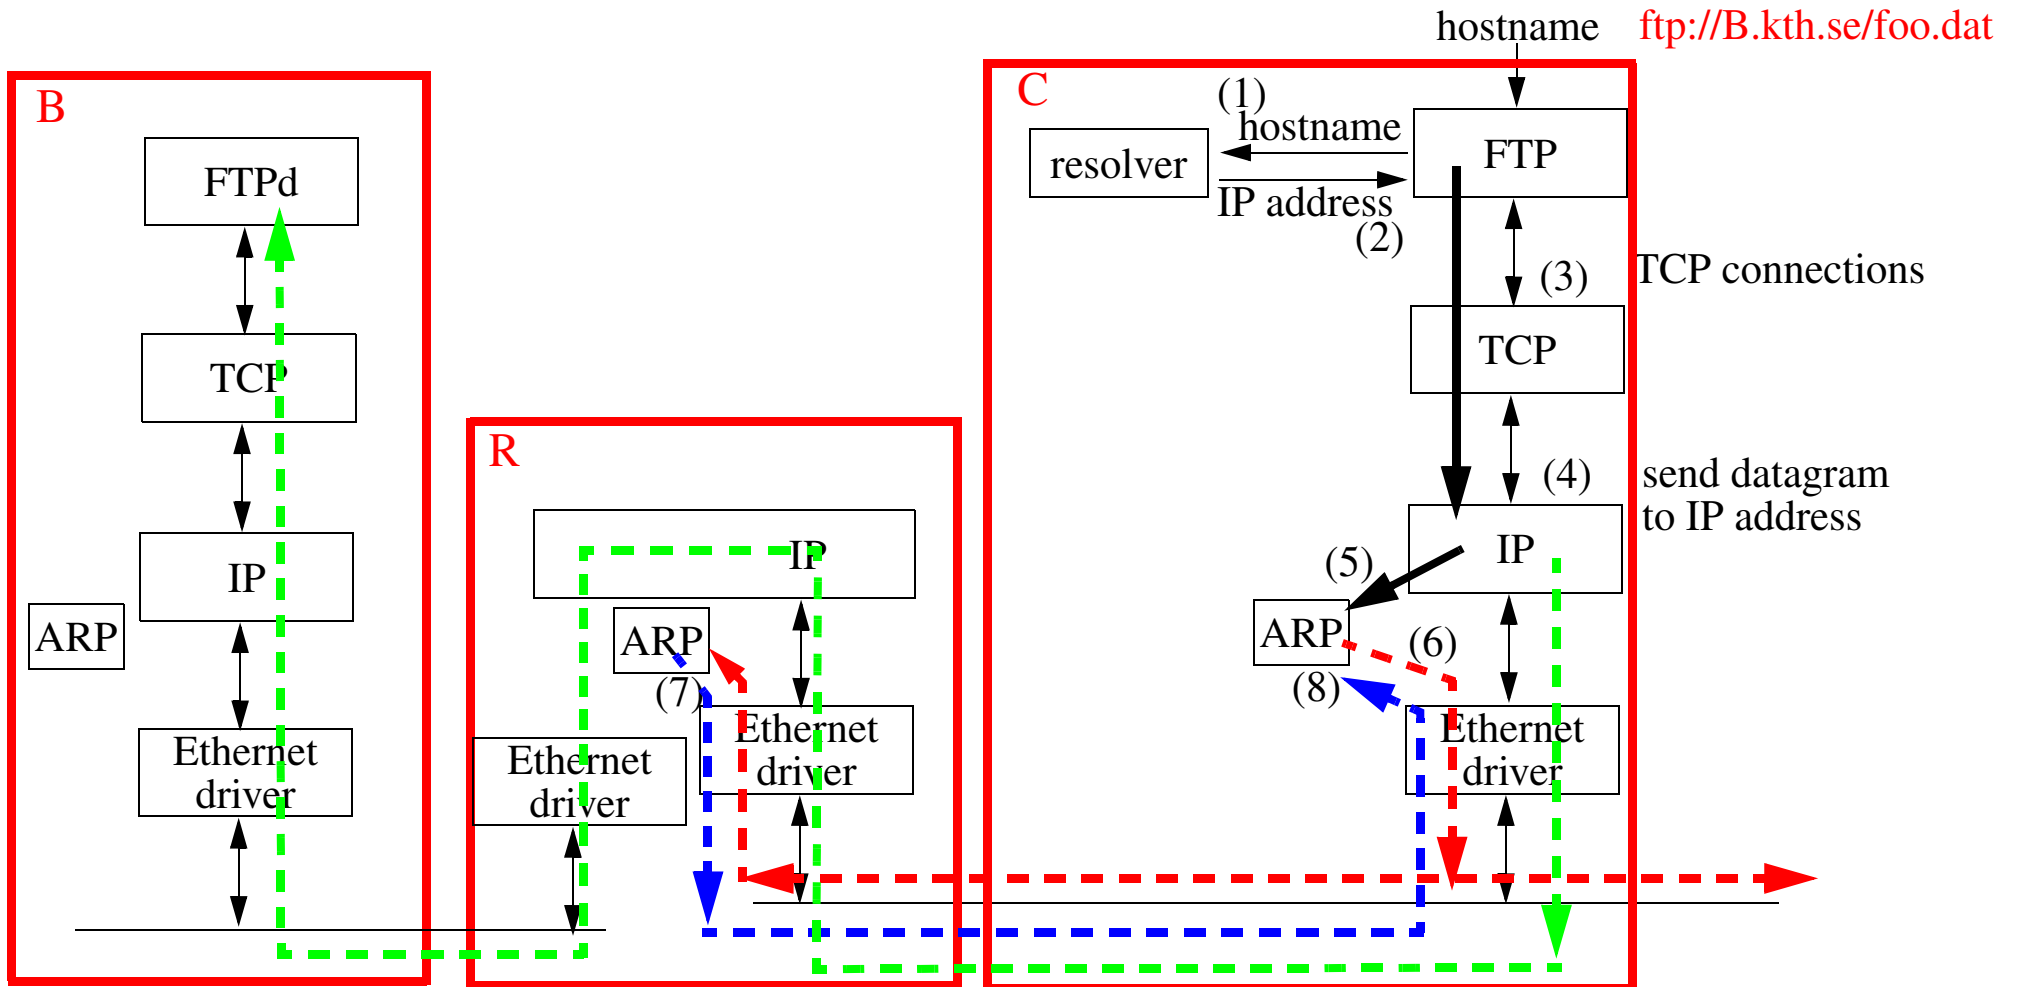 hostname ftp://B.kth.se/foo.dat
B
FTPd
TCP
IP
ARP
Ethernet
driver
R
IP
ARP
(7)
Ethernet
driver
Ethernet
driver
C
(1)
hostname
resolver
IP address
(2)
FTP
(3)
TCP connections
TCP
(4)
send datagram
to IP address
IP
(5)
ARP
(6)
(8)
Ethernet
driver